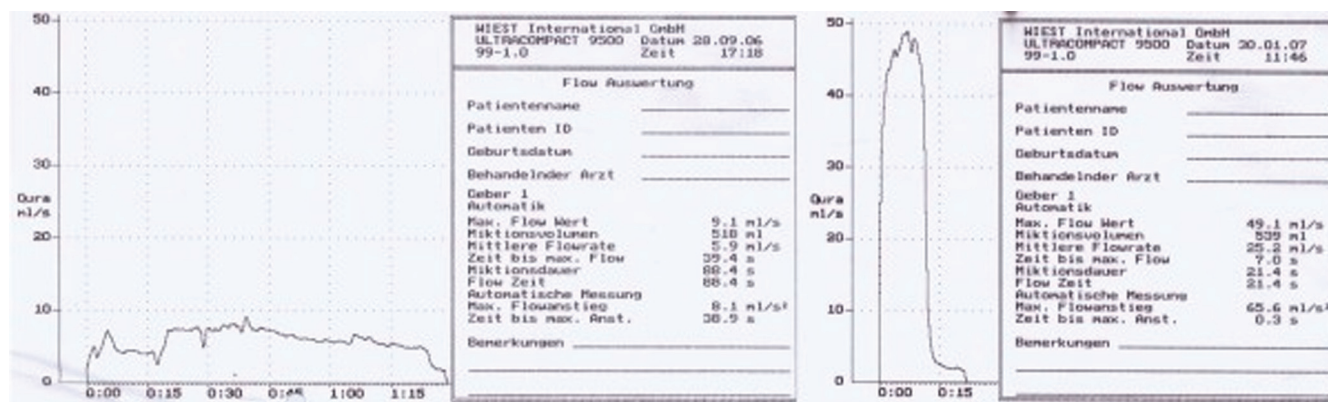 50
40
30
Qura
ml/s
20
10
0
0:00 0:15 0:30 0:45 1:00 1:15
WIEST International GmbH
ULTRACOMPACT 9500 Datum 28.09.06
99-1.0 Zeit 17:18
Flow Auswertung
Patientenname
Patienten ID
Geburtsdatum
Behandelnder Arzt
Geber 1
Automatik
Max. Flow Wert 9.1 ml/s
Miktionsvolumen 518 ml
Mittlere Flowrate 5.9 ml/s
Zeit bis max. Flow 39.4 s
Miktionsdauer 88.4 s
Flow Zeit 88.4 s
Automatische Messung
Max. Flowanstieg 8.1 ml/s²
Zeit bis max. Anst. 38.9 s
Bemerkungen
50
40
30
Qura
ml/s
20
10
0
0:00 0:15
WIEST International GmbH
ULTRACOMPACT 9500 Datum 30.01.07
99-1.0 Zeit 11:46
Flow Auswertung
Patientenname
Patienten ID
Geburtsdatum
Behandelnder Arzt
Geber 1
Automatik
Max. Flow Wert 49.1 ml/s
Miktionsvolumen 539 ml
Mittlere Flowrate 25.2 ml/s
Zeit bis max. Flow 7.0 s
Miktionsdauer 21.4 s
Flow Zeit 21.4 s
Automatische Messung
Max. Flowanstieg 65.6 ml/s²
Zeit bis max. Anst. 0.3 s
Bemerkungen